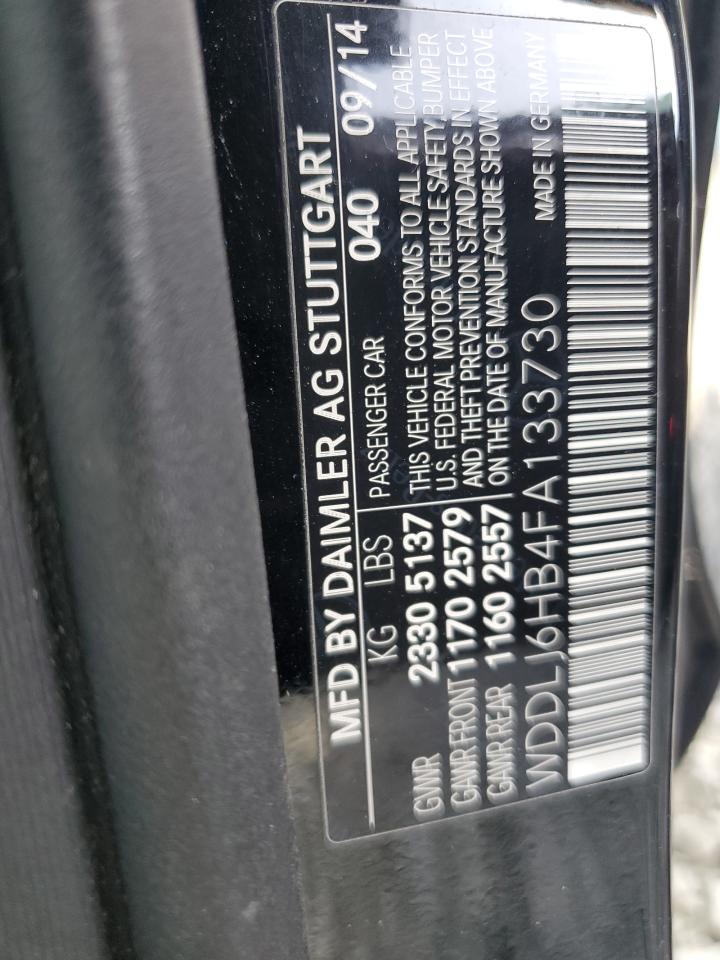 MFD BY DAIMLER AG STUTTGART
040 09/14
KG LBS PASSENGER CAR
GVWR 2330 5137
GAWR FRONT 1170 2579
GAWR REAR 1160 2557
THIS VEHICLE CONFORMS TO ALL APPLICABLE
U.S. FEDERAL MOTOR VEHICLE SAFETY, BUMPER
AND THEFT PREVENTION STANDARDS IN EFFECT
ON THE DATE OF MANUFACTURE SHOWN ABOVE
WDDLJ6HB4FA133730 MADE IN GERMANY